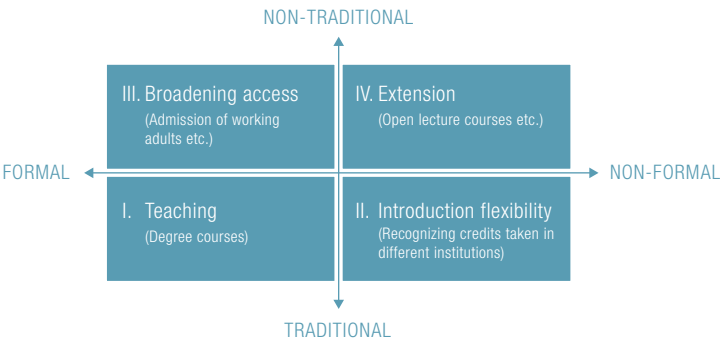 NON-TRADITIONAL
III. Broadening access
(Admission of working
adults etc.)
IV. Extension
(Open lecture courses etc.)
FORMAL
NON-FORMAL
I. Teaching
(Degree courses)
II. Introduction flexibility
(Recognizing credits taken in
different institutions)
TRADITIONAL